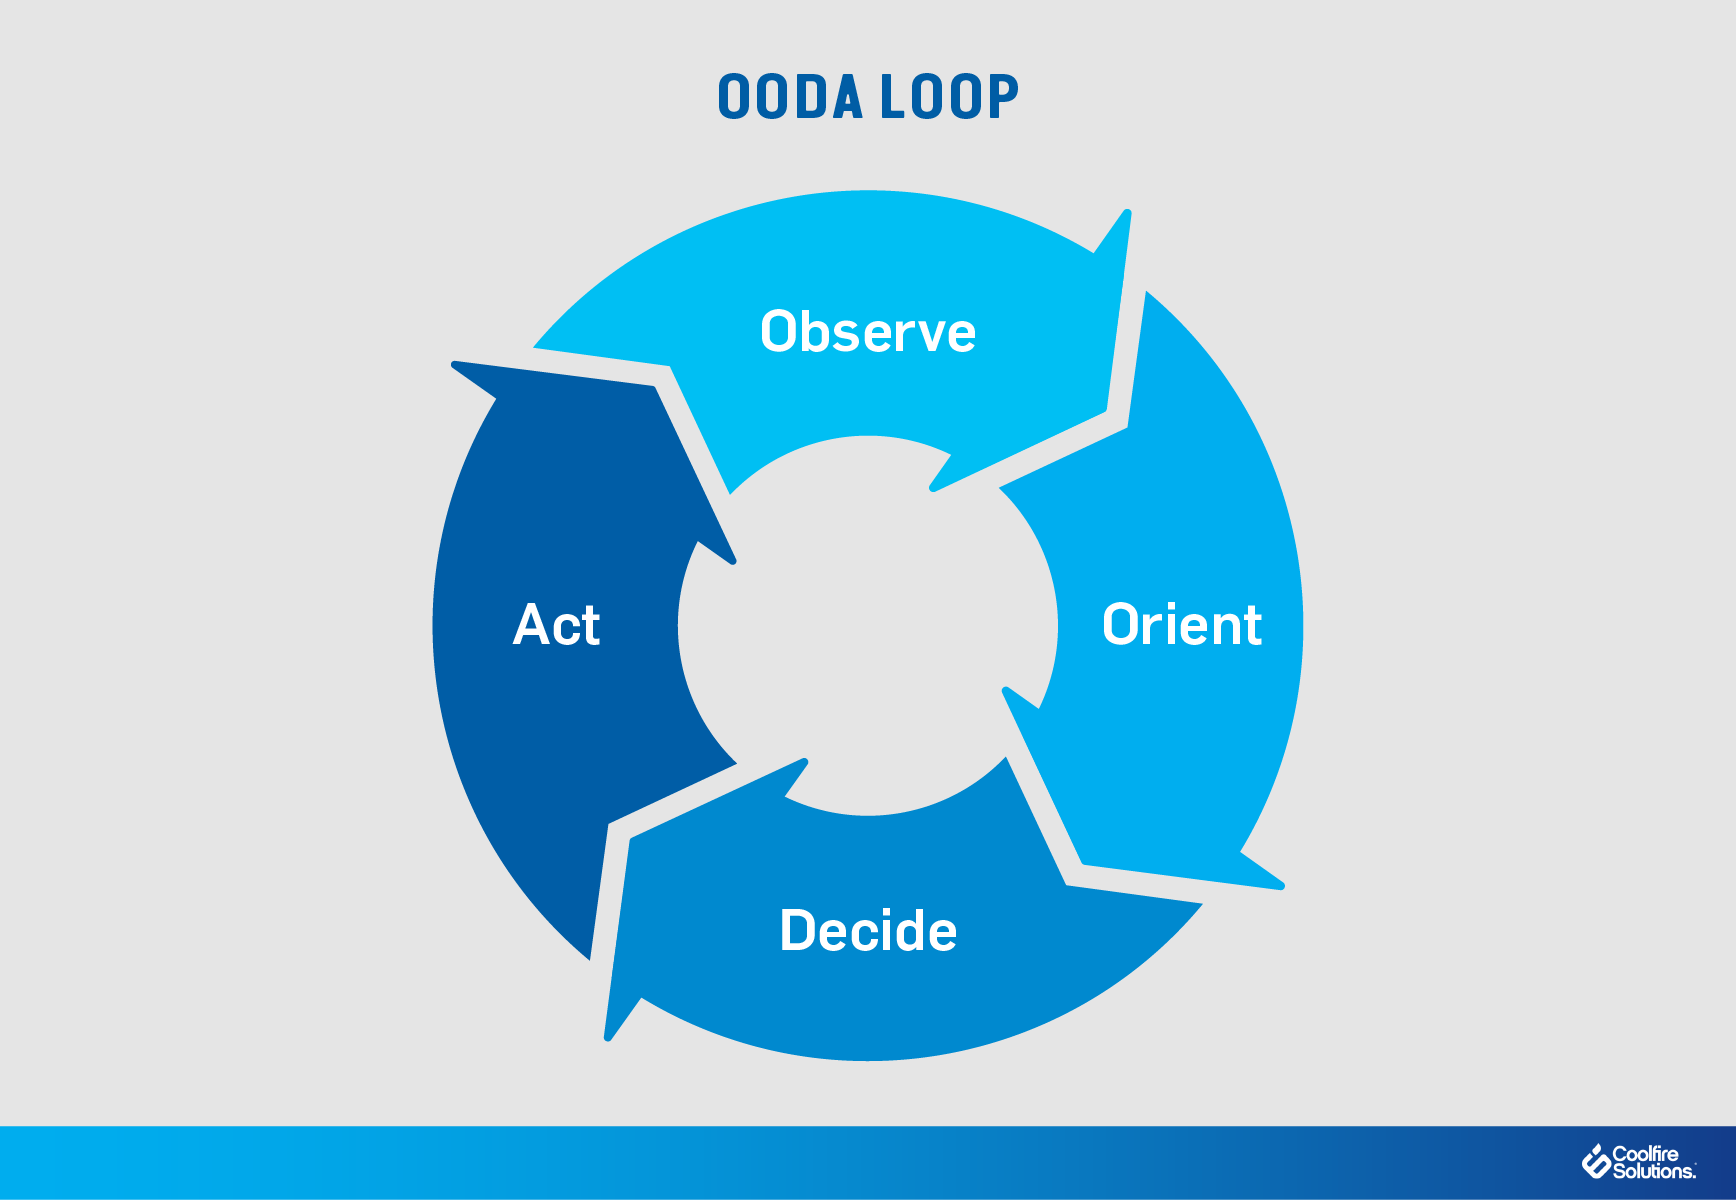 OODA LOOP
Observe
Orient
Decide
Act
Coolfire
Solutions.